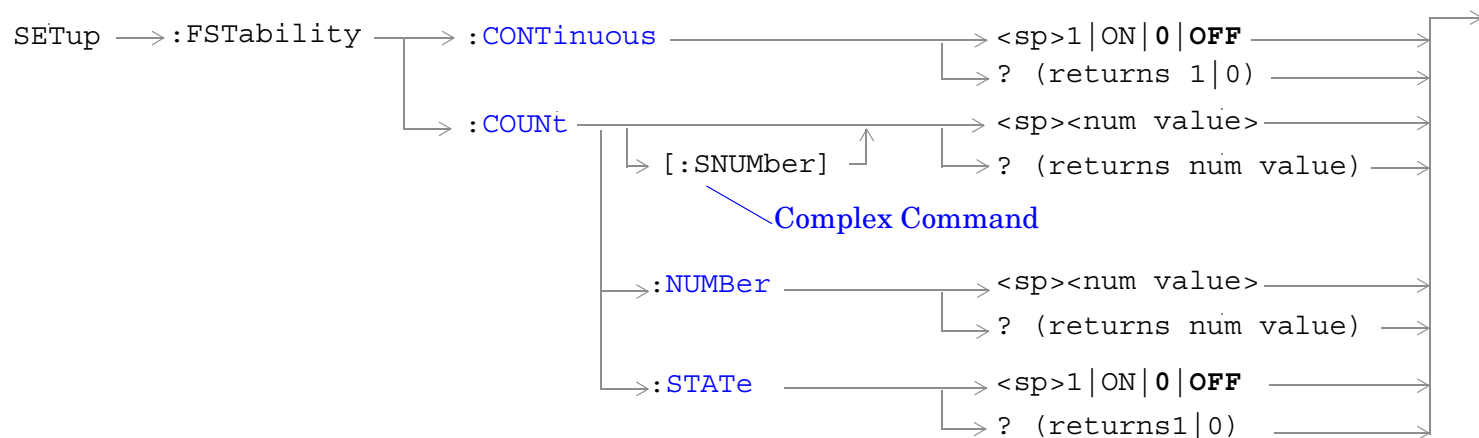 SETup :FSTability :CONTinuous <sp>1|ON|0|OFF
? (returns 1|0)
:COUNt <sp><num value>
[:SNUMber] ? (returns num value)
Complex Command
:NUMBer <sp><num value>
? (returns num value)
:STATe <sp>1|ON|0|OFF
? (returns1|0)